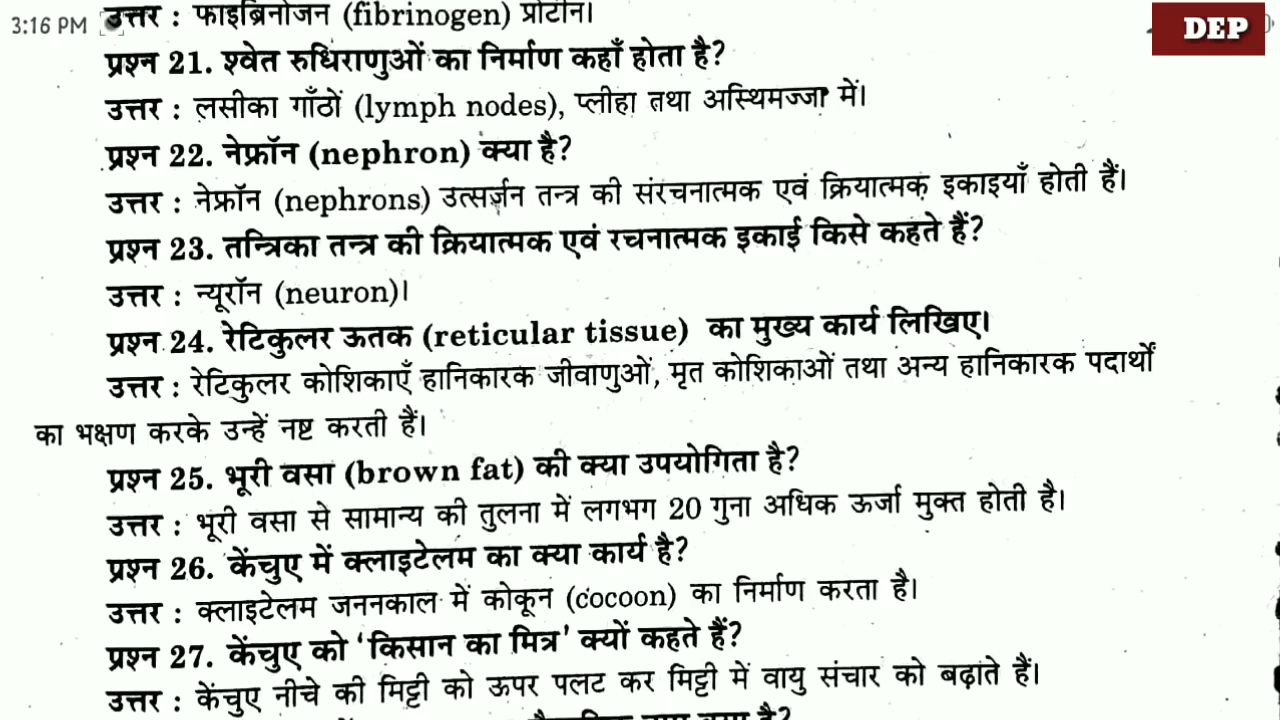 3:16 PM
DEP
उत्तर : फाइब्रिनोजन (fibrinogen) प्रोटीन।
प्रश्न 21. श्वेत रुधिराणुओं का निर्माण कहाँ होता है?
उत्तर : लसीका गाँठों (lymph nodes), प्लीहा तथा अस्थिमज्जा में।
प्रश्न 22. नेफ्रॉन (nephron) क्या है?
उत्तर : नेफ्रॉन (nephrons) उत्सर्जन तन्त्र की संरचनात्मक एवं क्रियात्मक इकाइयाँ होती हैं।
प्रश्न 23. तन्त्रिका तन्त्र की क्रियात्मक एवं रचनात्मक इकाई किसे कहते हैं?
उत्तर : न्यूरॉन (neuron)।
प्रश्न 24. रेटिकुलर ऊतक (reticular tissue) का मुख्य कार्य लिखिए।
उत्तर : रेटिकुलर कोशिकाएँ हानिकारक जीवाणुओं, मृत कोशिकाओं तथा अन्य हानिकारक पदार्थों
का भक्षण करके उन्हें नष्ट करती हैं।
प्रश्न 25. भूरी वसा (brown fat) की क्या उपयोगिता है?
उत्तर : भूरी वसा से सामान्य की तुलना में लगभग 20 गुना अधिक ऊर्जा मुक्त होती है।
प्रश्न 26. केंचुए में क्लाइटेलम का क्या कार्य है?
उत्तर : क्लाइटेलम जननकाल में कोकून (cocoon) का निर्माण करता है।
प्रश्न 27. केंचुए को 'किसान का मित्र' क्यों कहते हैं?
उत्तर : केंचुए नीचे की मिट्टी को ऊपर पलट कर मिट्टी में वायु संचार को बढ़ाते हैं।